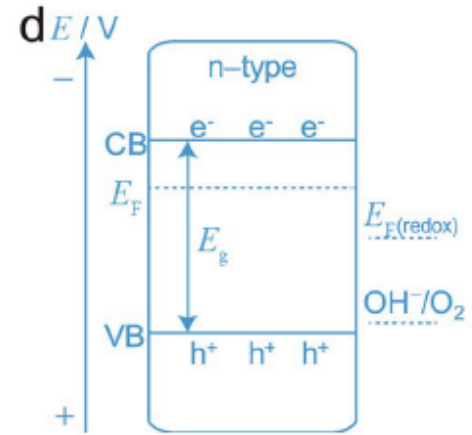 d E / V
−
n–type
e⁻ e⁻ e⁻
CB
E_F
E_F(redox)
E_g
OH⁻/O₂
VB
h⁺ h⁺ h⁺
+